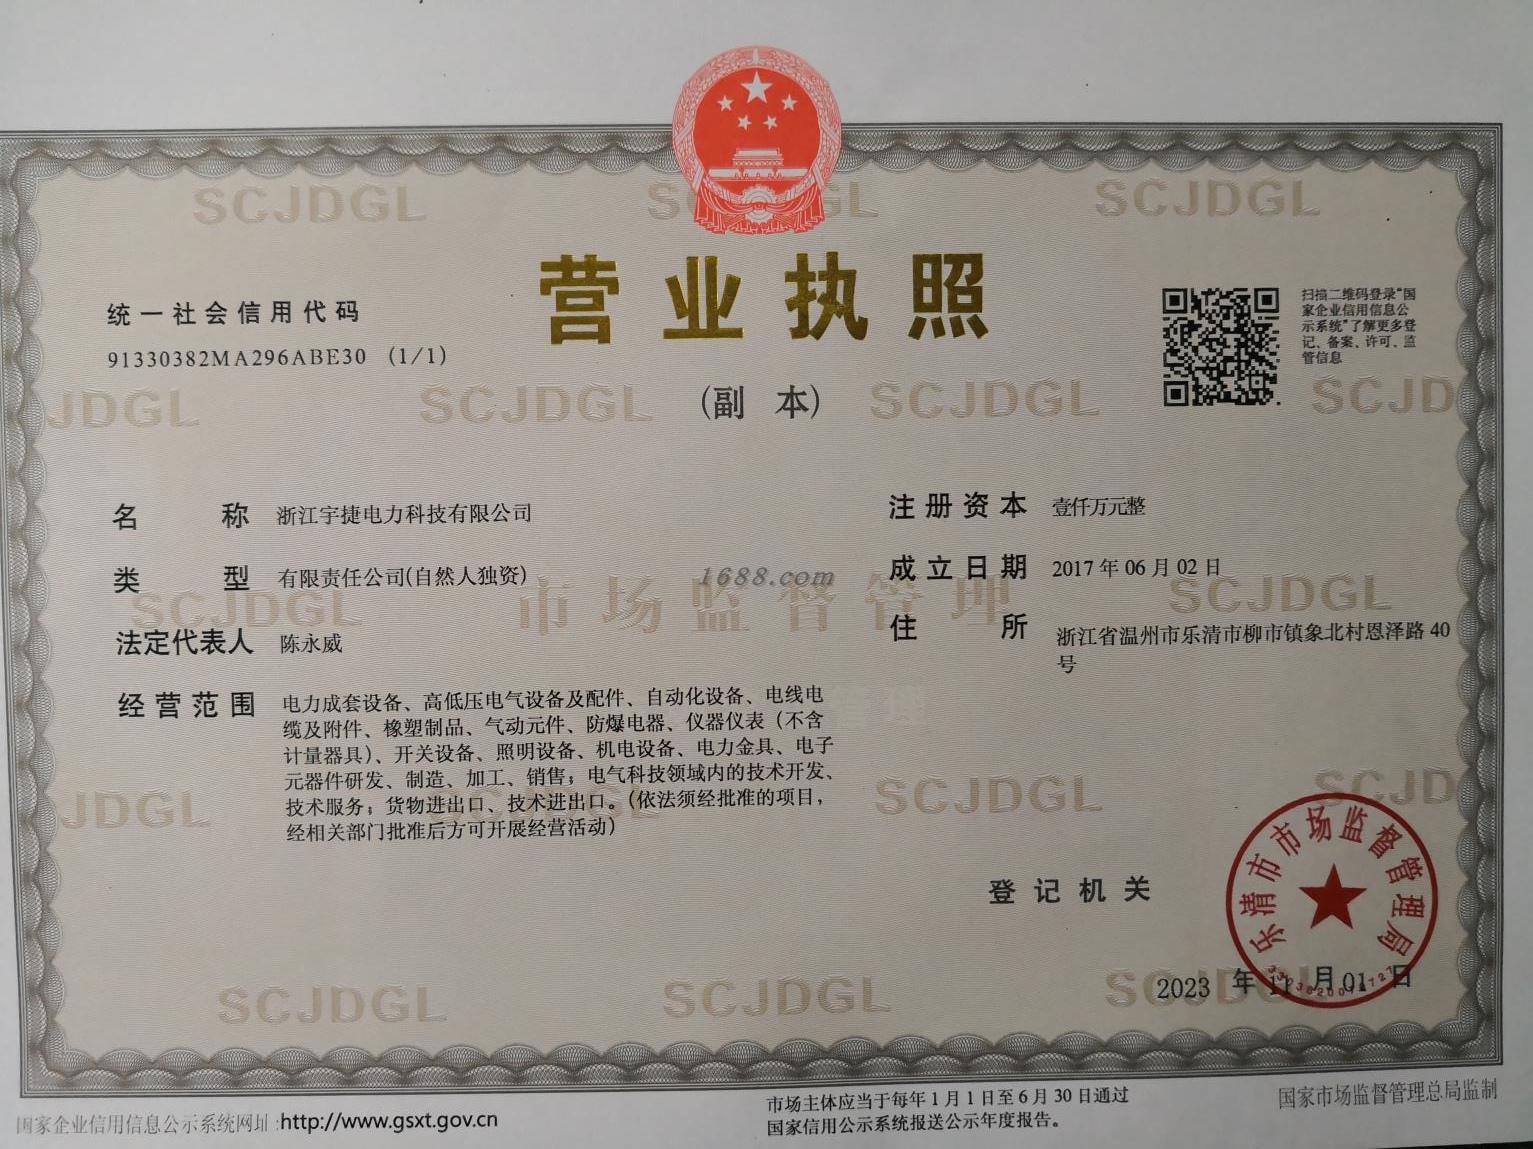 营业执照
(副 本)
统一社会信用代码
91330382MA296ABE30 (1/1)
扫描二维码登录“国
家企业信用信息公
示系统”了解更多登
记、备案、许可、监
管信息
名 称 浙江宇捷电力科技有限公司
类 型 有限责任公司(自然人独资)
法定代表人 陈永威
经营范围 电力成套设备、高低压电气设备及配件、自动化设备、电线电
缆及附件、橡塑制品、气动元件、防爆电器、仪器仪表（不含
计量器具）、开关设备、照明设备、机电设备、电力金具、电子
元器件研发、制造、加工、销售；电气科技领域内的技术开发、
技术服务；货物进出口、技术进出口。（依法须经批准的项目，
经相关部门批准后方可开展经营活动）
注册资本 壹仟万元整
成立日期 2017 年 06 月 02 日
住 所 浙江省温州市乐清市柳市镇象北村恩泽路 40
号
1688.com
市场监督管理
SCJDGL
登记机关
乐清市市场监督管理局
2023 年 11 月 01 日
国家企业信用信息公示系统网址:http://www.gsxt.gov.cn
市场主体应当于每年 1 月 1 日至 6 月 30 日通过
国家信用公示系统报送公示年度报告。
国家市场监督管理总局监制